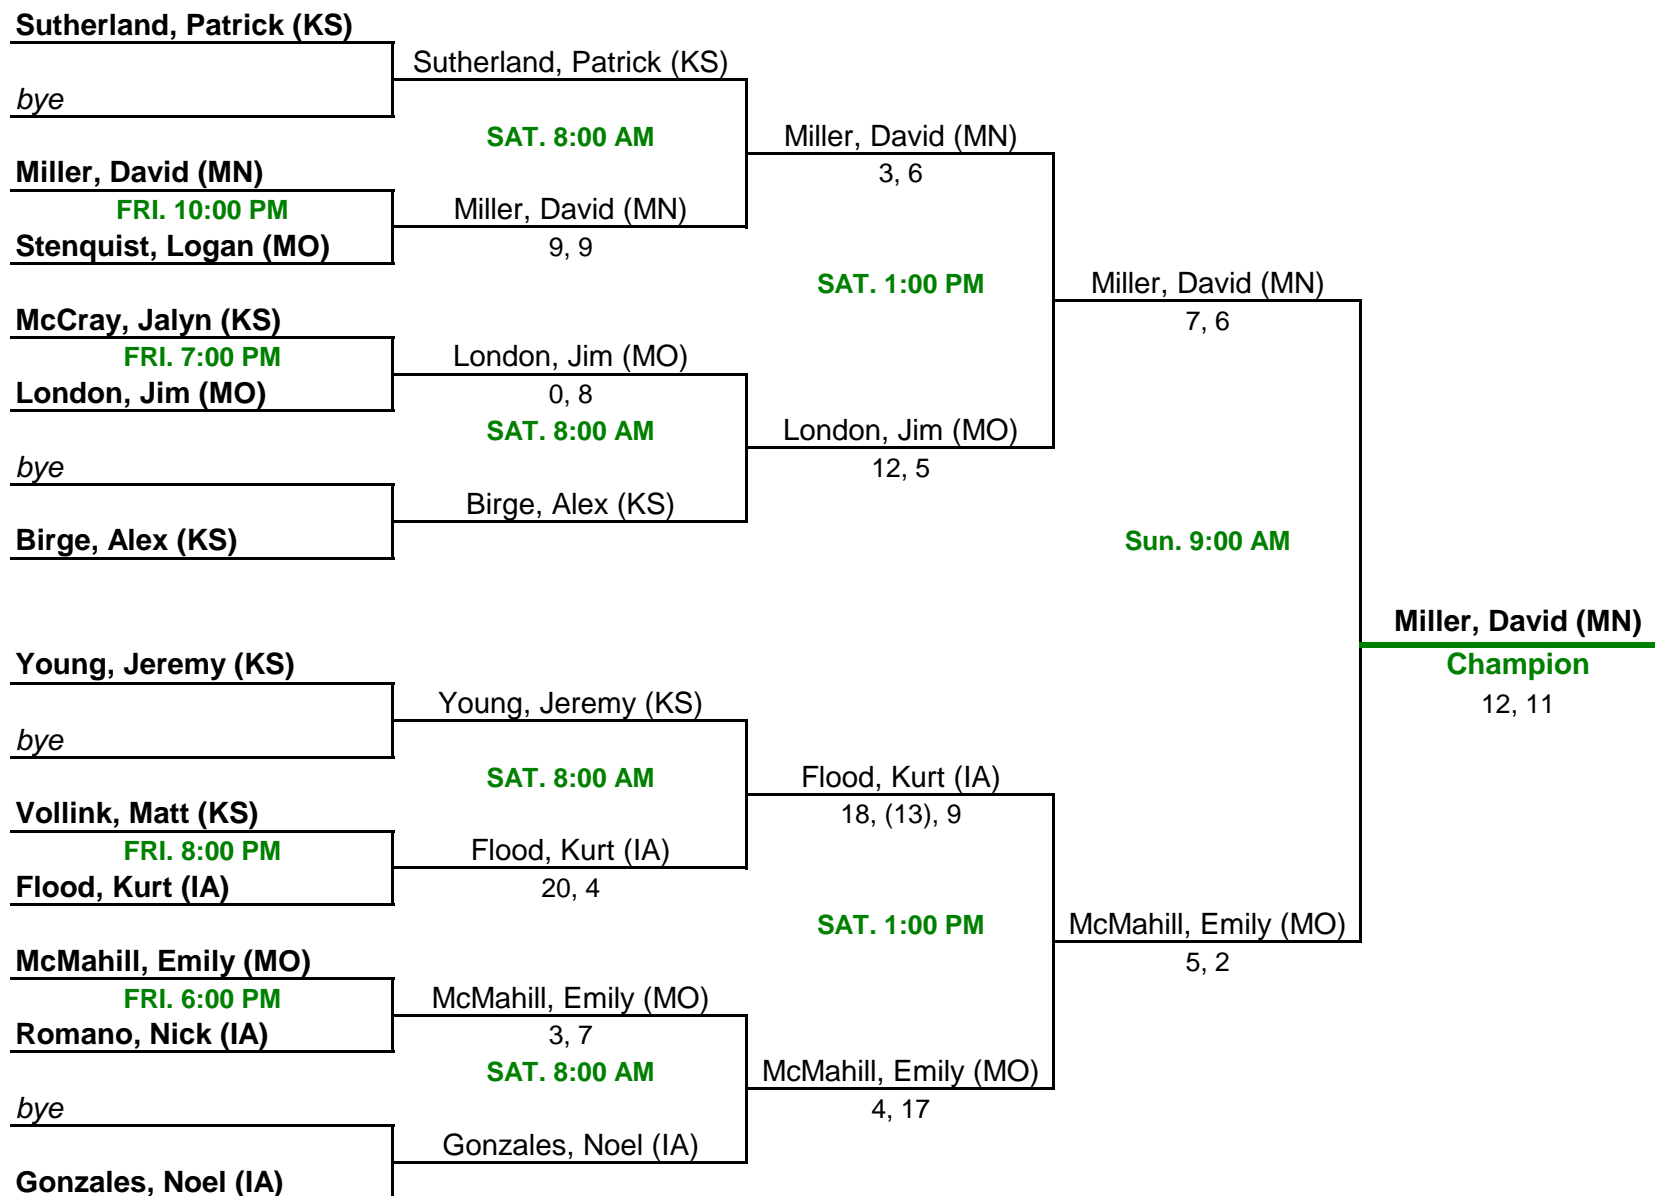 Sutherland, Patrick (KS)
Sutherland, Patrick (KS)
bye
SAT. 8:00 AM
Miller, David (MN)
3, 6
Miller, David (MN)
FRI. 10:00 PM
Stenquist, Logan (MO)
Miller, David (MN)
9, 9
SAT. 1:00 PM
Miller, David (MN)
7, 6
McCray, Jalyn (KS)
FRI. 7:00 PM
London, Jim (MO)
London, Jim (MO)
0, 8
SAT. 8:00 AM
London, Jim (MO)
12, 5
bye
Birge, Alex (KS)
Birge, Alex (KS)
Sun. 9:00 AM
Miller, David (MN)
Champion
12, 11
Young, Jeremy (KS)
Young, Jeremy (KS)
bye
SAT. 8:00 AM
Flood, Kurt (IA)
18, (13), 9
Vollink, Matt (KS)
FRI. 8:00 PM
Flood, Kurt (IA)
Flood, Kurt (IA)
20, 4
SAT. 1:00 PM
McMahill, Emily (MO)
5, 2
McMahill, Emily (MO)
FRI. 6:00 PM
Romano, Nick (IA)
McMahill, Emily (MO)
3, 7
SAT. 8:00 AM
McMahill, Emily (MO)
4, 17
bye
Gonzales, Noel (IA)
Gonzales, Noel (IA)